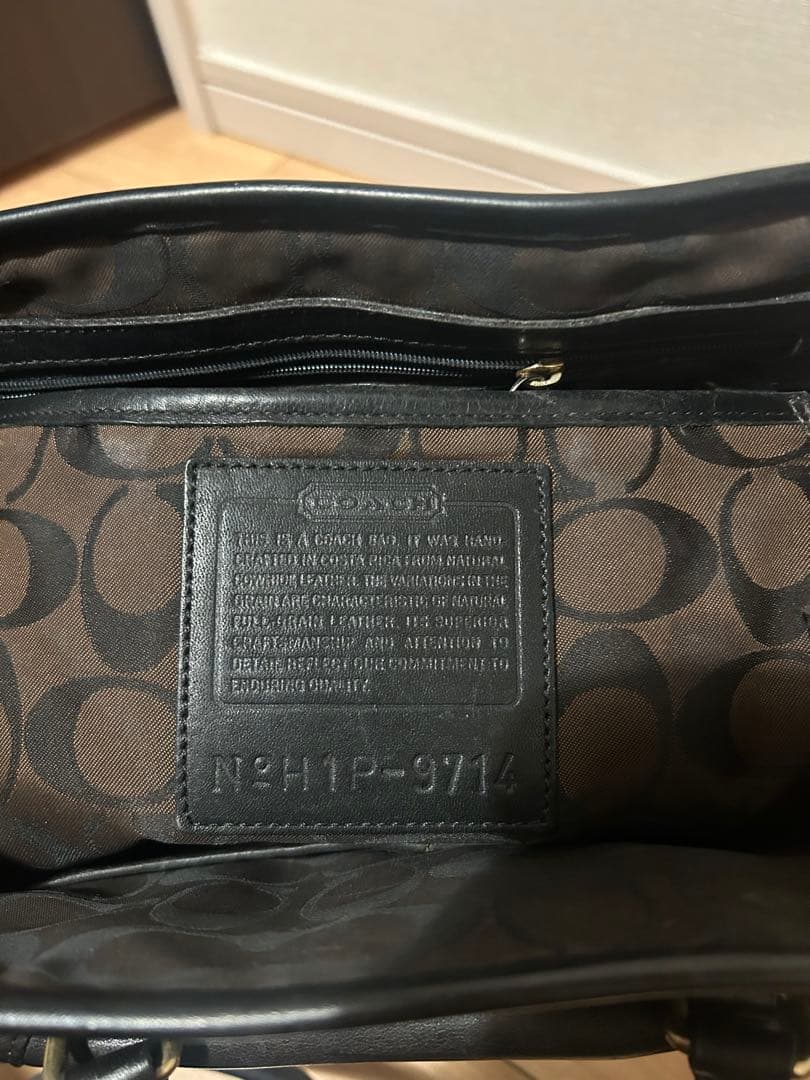 COACH
THIS IS A COACH BAG. IT WAS HAND-
CRAFTED IN COSTA RICA FROM NATURAL
COWHIDE LEATHER. THE VARIATIONS IN THE
GRAIN ARE CHARACTERISTIC OF NATURAL
FULL-GRAIN LEATHER. ITS SUPERIOR
CRAFTSMANSHIP AND ATTENTION TO
DETAIL REFLECT OUR COMMITMENT TO
ENDURING QUALITY.
NºH1P-9714